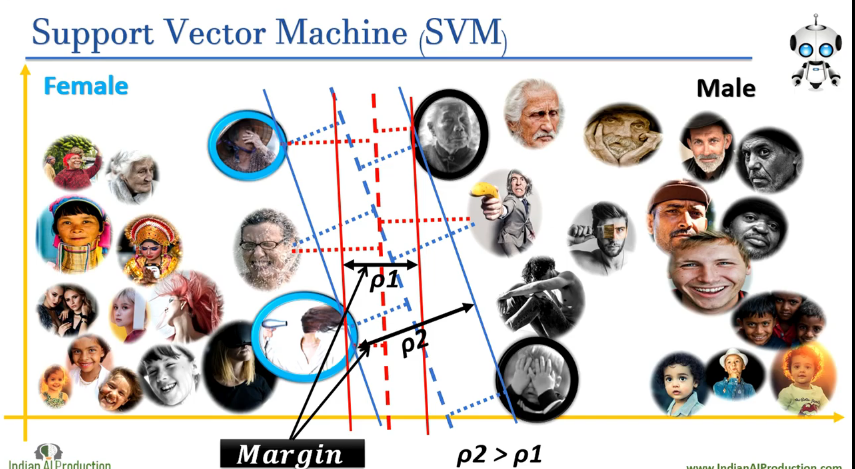 Support Vector Machine (SVM)
Female
Male
ρ1
ρ2
Margin
ρ2 > ρ1
Indian AI Production
www.IndianAIProduction.com